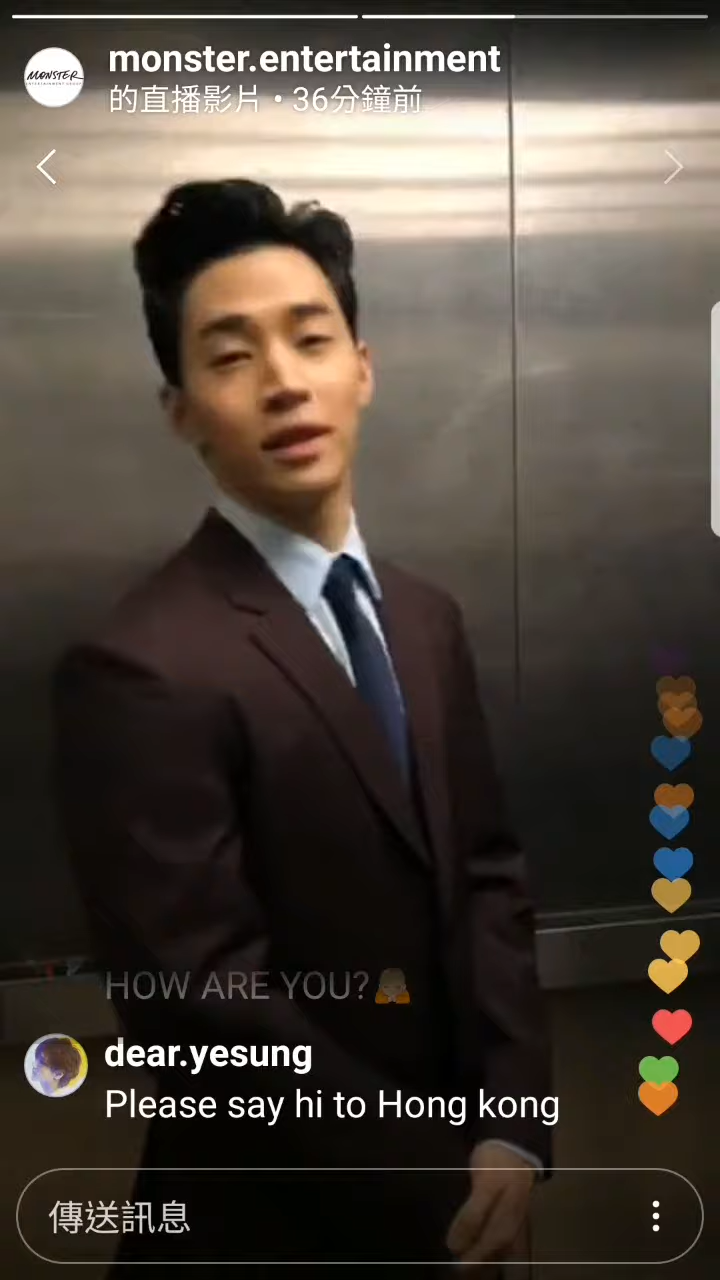 MONSTER
monster.entertainment
的直播影片 • 36分鐘前
HOW ARE YOU?🙏
dear.yesung
Please say hi to Hong kong
傳送訊息